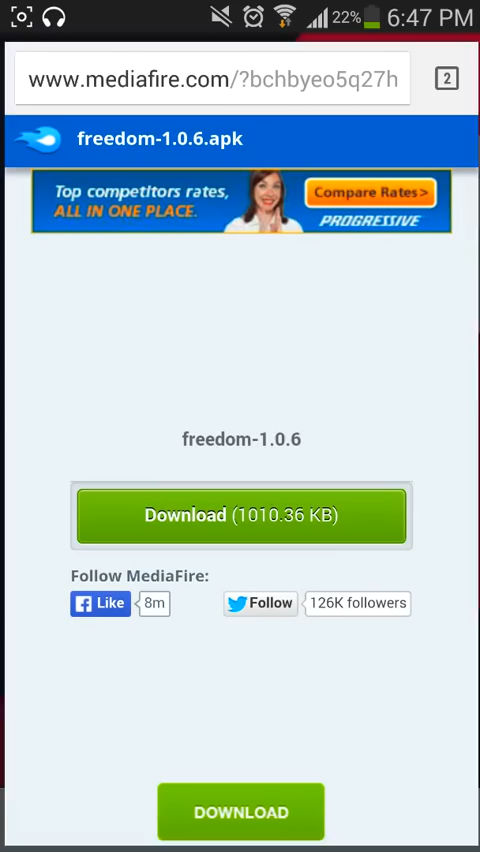 22% 6:47 PM
www.mediafire.com/?bchbyeo5q27h
2
freedom-1.0.6.apk
Top competitors rates,
ALL IN ONE PLACE.
Compare Rates>
PROGRESSIVE
freedom-1.0.6
Download (1010.36 KB)
Follow MediaFire:
Like 8m Follow 126K followers
DOWNLOAD